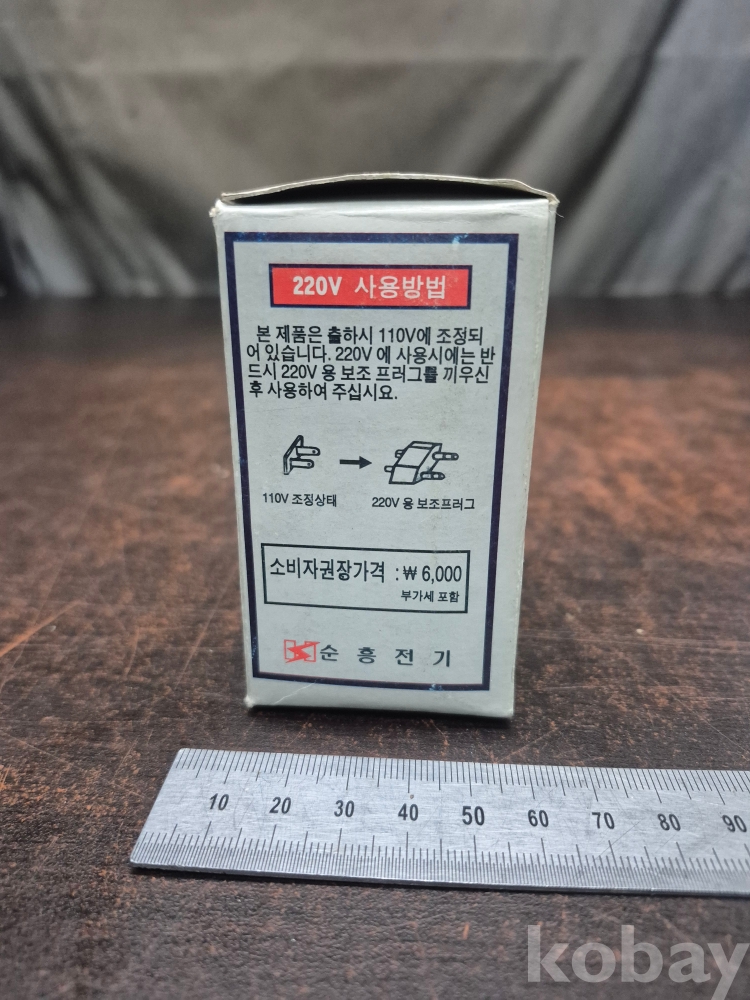 220V 사용방법
본 제품은 출하시 110V에 조정되
어 있습니다. 220V 에 사용시에는 반
드시 220V 용 보조 프러그를 끼우신
후 사용하여 주십시요.
110V 조정상태
220V 용 보조프러그
소비자권장가격 : ₩ 6,000
부가세 포함
순흥전기
10 20 30 40 50 60 70 80 90
kobay